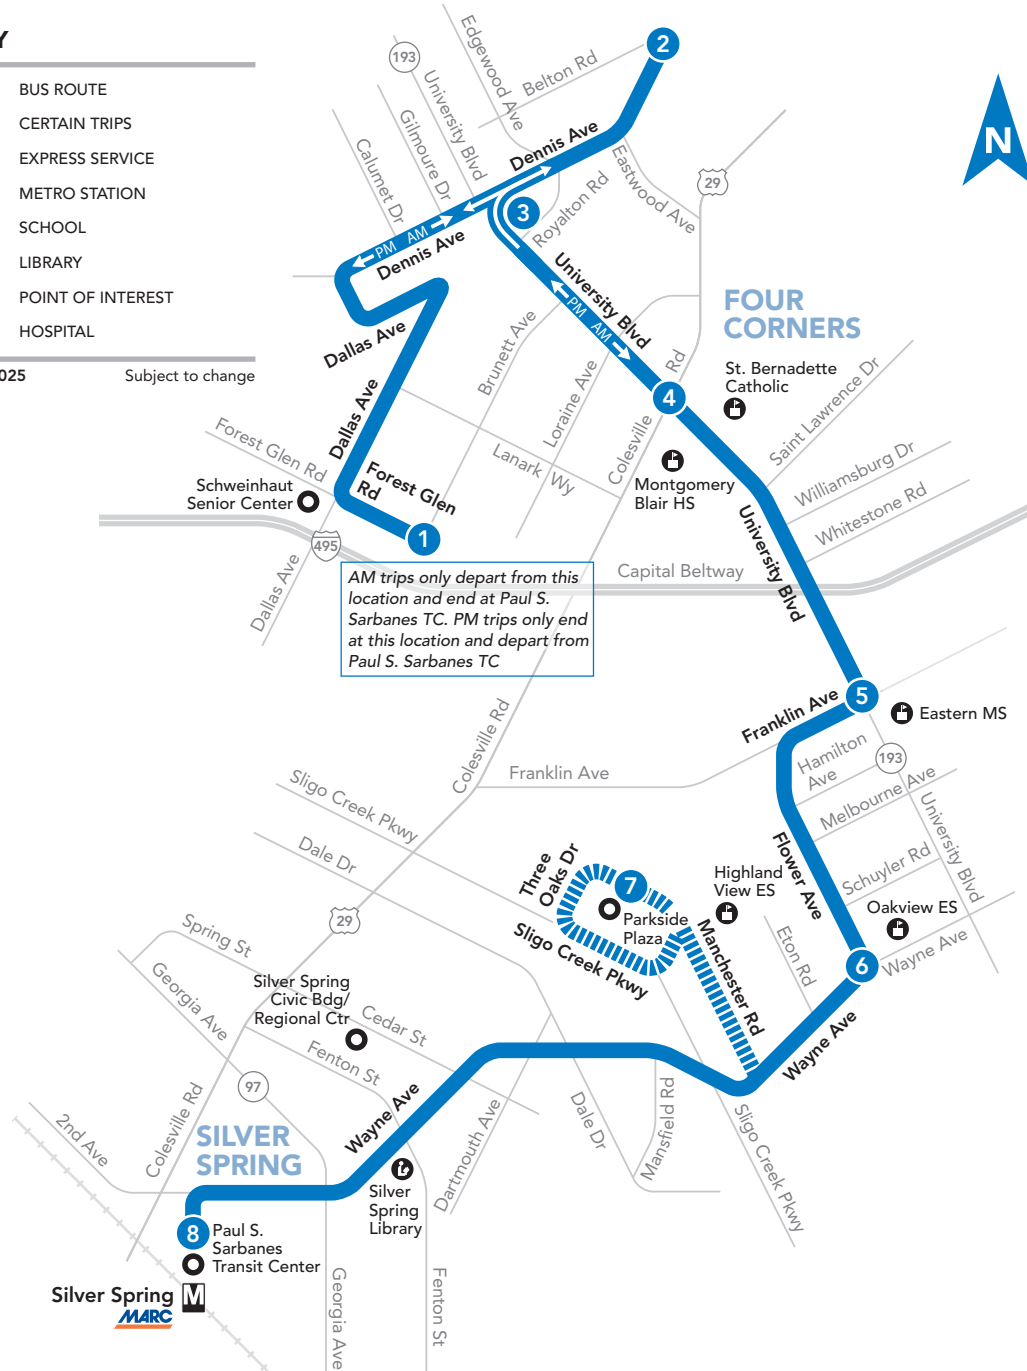 Y
BUS ROUTE
CERTAIN TRIPS
EXPRESS SERVICE
METRO STATION
SCHOOL
LIBRARY
POINT OF INTEREST
HOSPITAL
025
Subject to change
193
University Blvd
Edgewood Ave
Belton Rd
2
N
Gilmoure Dr
Calumet Dr
Dennis Ave
Eastwood Ave
29
3
Royalton Rd
PM
AM
Dennis Ave
University Blvd
PM
AM
FOUR
CORNERS
Dallas Ave
Brunett Ave
Loraine Ave
Colesville
Rd
St. Bernadette
Catholic
4
Saint Lawrence Dr
Dallas Ave
Forest Glen Rd
Lanark Wy
Williamsburg Dr
Montgomery
Blair HS
Schweinhaut
Senior Center
Forest Glen
Rd
Whitestone Rd
University Blvd
1
495
Dallas Ave
Capital Beltway
AM trips only depart from this
location and end at Paul S.
Sarbanes TC. PM trips only end
at this location and depart from
Paul S. Sarbanes TC
5
Franklin Ave
Eastern MS
Colesville Rd
Hamilton
Ave
193
Franklin Ave
Melbourne Ave
Sligo Creek Pkwy
University Blvd
Dale Dr
Flower Ave
Schuyler Rd
Three
Oaks Dr
7
Parkside
Plaza
Highland
View ES
Oakview ES
29
Spring St
Sligo Creek Pkwy
Manchester Rd
Eton Rd
6
Wayne Ave
Georgia Ave
Silver Spring
Civic Bdg/
Regional Ctr
Cedar St
Fenton St
Wayne Ave
97
Wayne Ave
2nd Ave
Colesville Rd
SILVER
SPRING
Dartmouth Ave
Dale Dr
Mansfield Rd
Sligo Creek Pkwy
Silver
Spring
Library
8
Paul S.
Sarbanes
Transit Center
Silver Spring
M
MARC
Georgia Ave
Fenton St